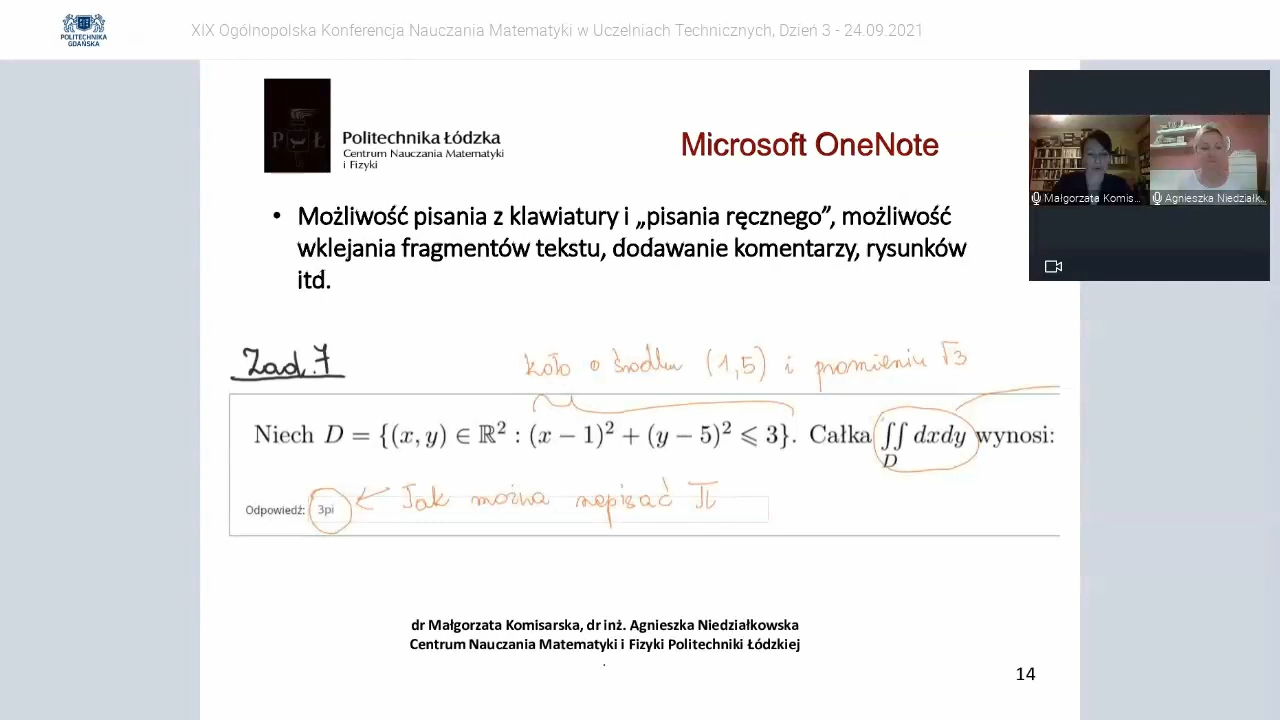 POLITECHNIKA
GDAŃSKA
XIX Ogólnopolska Konferencja Nauczania Matematyki w Uczelniach Technicznych, Dzień 3 - 24.09.2021
P Ł
Politechnika Łódzka
Centrum Nauczania Matematyki
i Fizyki
Microsoft OneNote
Małgorzata Komis...
Agnieszka Niedziałk...
• Możliwość pisania z klawiatury i „pisania ręcznego”, możliwość
wklejania fragmentów tekstu, dodawanie komentarzy, rysunków
itd.
Zad.7
koło o środku (1,5) i promieniu √3
Niech D = {(x, y) ∈ ℝ² : (x − 1)² + (y − 5)² ⩽ 3}. Całka ∬ dxdy wynosi:
D
Jak można napisać π
Odpowiedź: 3pi
dr Małgorzata Komisarska, dr inż. Agnieszka Niedziałkowska
Centrum Nauczania Matematyki i Fizyki Politechniki Łódzkiej
.
14